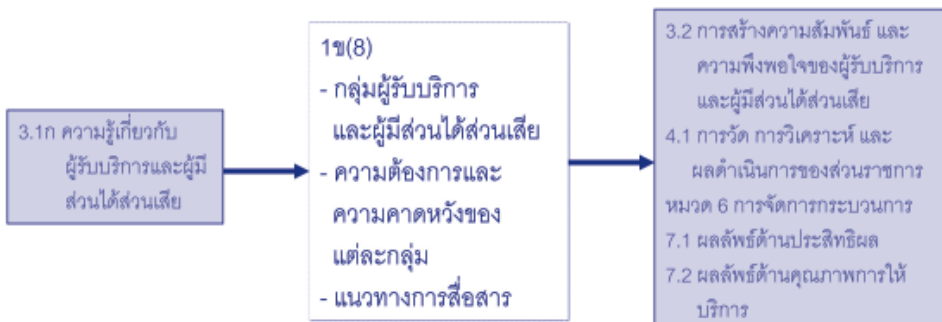 3.1ก ความรู้เกี่ยวกับ
ผู้รับบริการและผู้มี
ส่วนได้ส่วนเสีย
1ข(8)
- กลุ่มผู้รับบริการ
และผู้มีส่วนได้ส่วนเสีย
- ความต้องการและ
ความคาดหวังของ
แต่ละกลุ่ม
- แนวทางการสื่อสาร
3.2 การสร้างความสัมพันธ์ และ
ความพึงพอใจของผู้รับบริการ
และผู้มีส่วนได้ส่วนเสีย
4.1 การวัด การวิเคราะห์ และ
ผลดำเนินการของส่วนราชการ
หมวด 6 การจัดการกระบวนการ
7.1 ผลลัพธ์ด้านประสิทธิผล
7.2 ผลลัพธ์ด้านคุณภาพการให้
บริการ